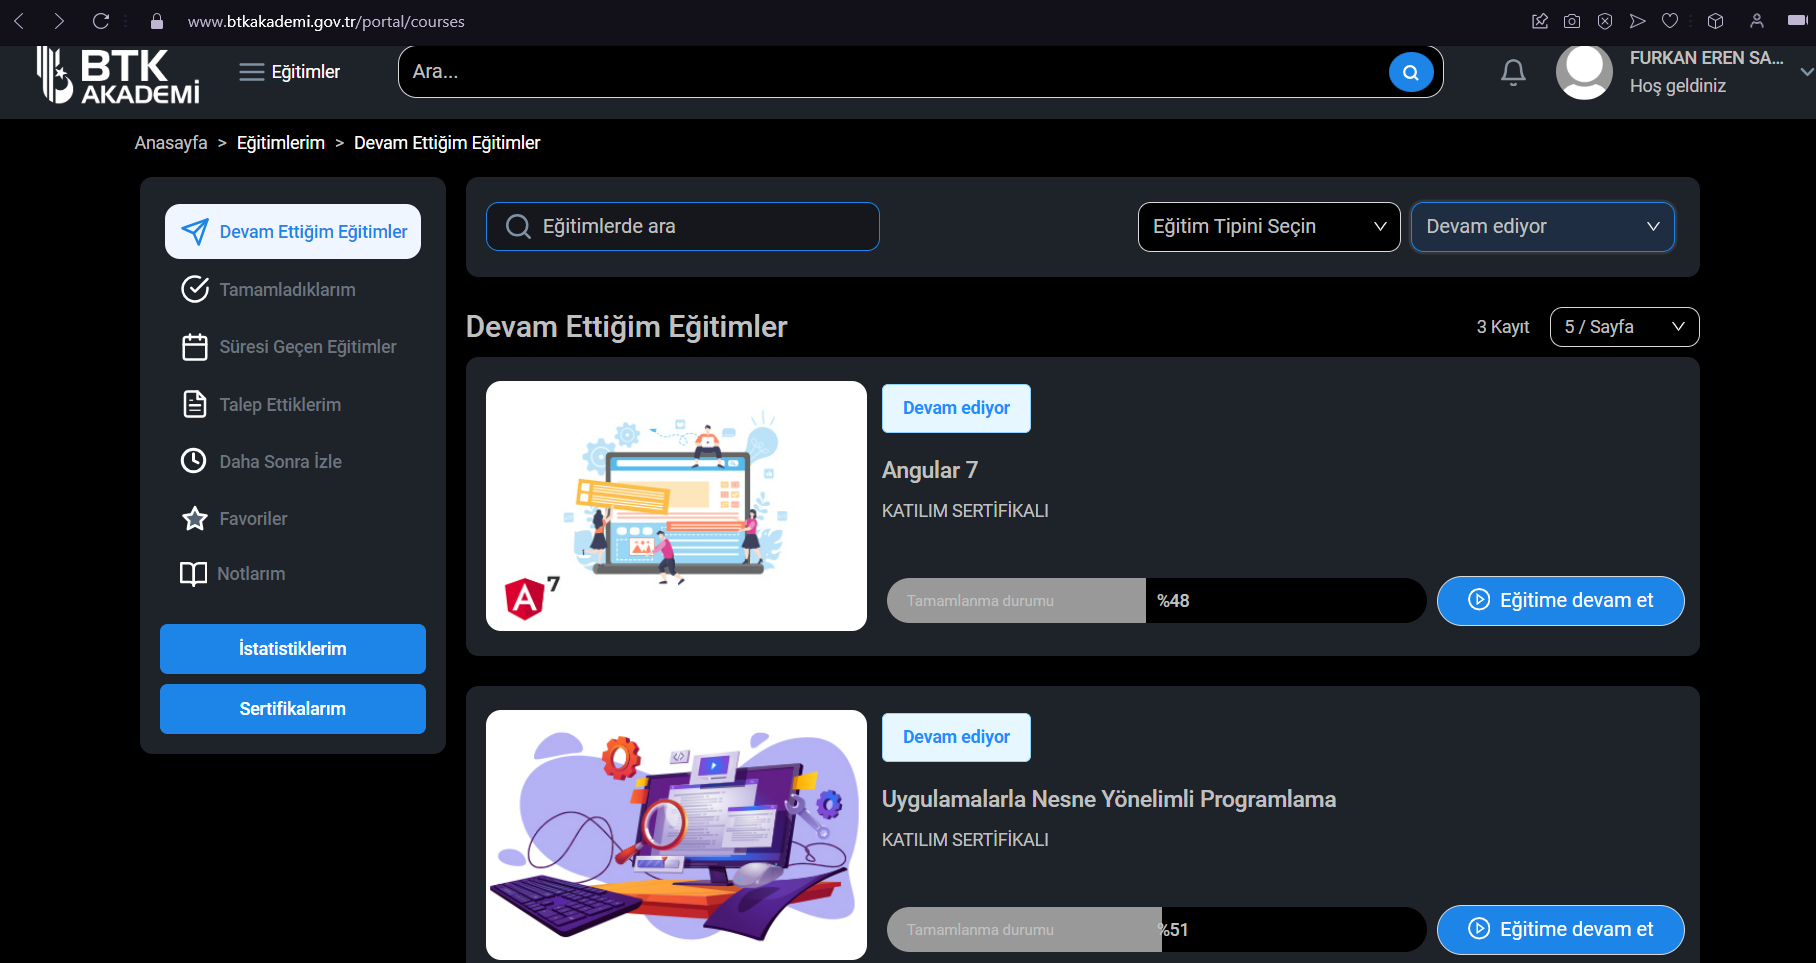 www.btkakademi.gov.tr/portal/courses
BTK
AKADEMİ
Eğitimler
Ara...
FURKAN EREN SA...
Hoş geldiniz
Anasayfa > Eğitimlerim > Devam Ettiğim Eğitimler
Devam Ettiğim Eğitimler
Tamamladıklarım
Süresi Geçen Eğitimler
Talep Ettiklerim
Daha Sonra İzle
Favoriler
Notlarım
İstatistiklerim
Sertifikalarım
Eğitimlerde ara
Eğitim Tipini Seçin
Devam ediyor
Devam Ettiğim Eğitimler
3 Kayıt
5 / Sayfa
A 7
Devam ediyor
Angular 7
KATILIM SERTİFİKALI
Tamamlanma durumu
%48
Eğitime devam et
</> 
Devam ediyor
Uygulamalarla Nesne Yönelimli Programlama
KATILIM SERTİFİKALI
Tamamlanma durumu
%51
Eğitime devam et